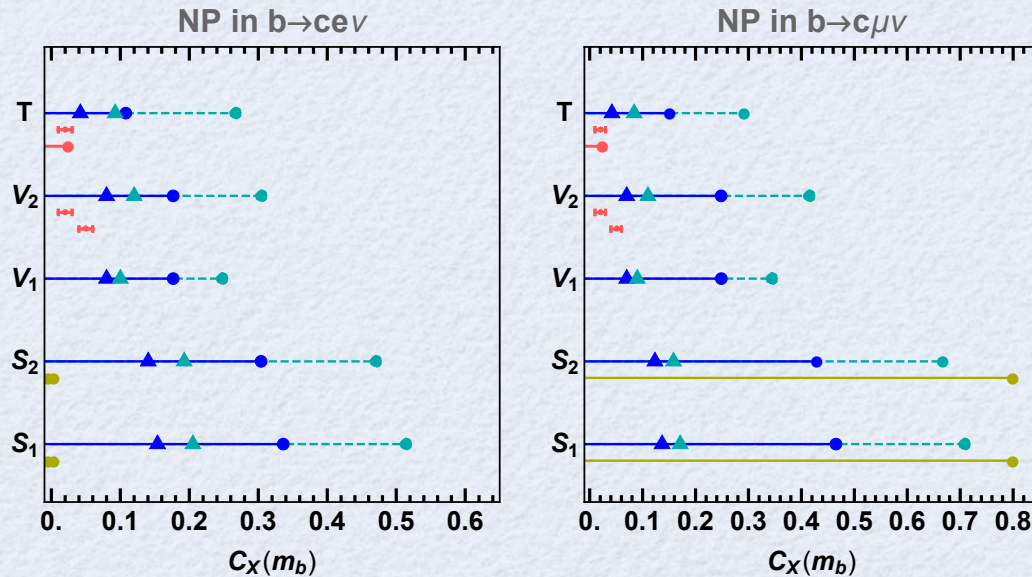 NP in b→ceν
T
V2
V1
S2
S1
0. 0.1 0.2 0.3 0.4 0.5 0.6
CX(mb)
NP in b→cμν
T
V2
V1
S2
S1
0. 0.1 0.2 0.3 0.4 0.5 0.6 0.7 0.8
CX(mb)